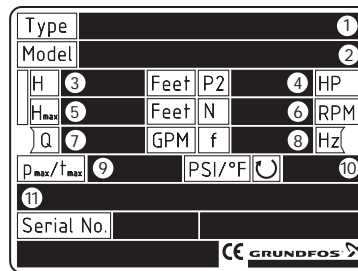 Type 1
Model 2
H 3 Feet P2 4 HP
Hmax 5 Feet N 6 RPM
Q 7 GPM f 8 Hz
pmax/tmax 9 PSI/°F 10
11
Serial No.
CE GRUNDFOS